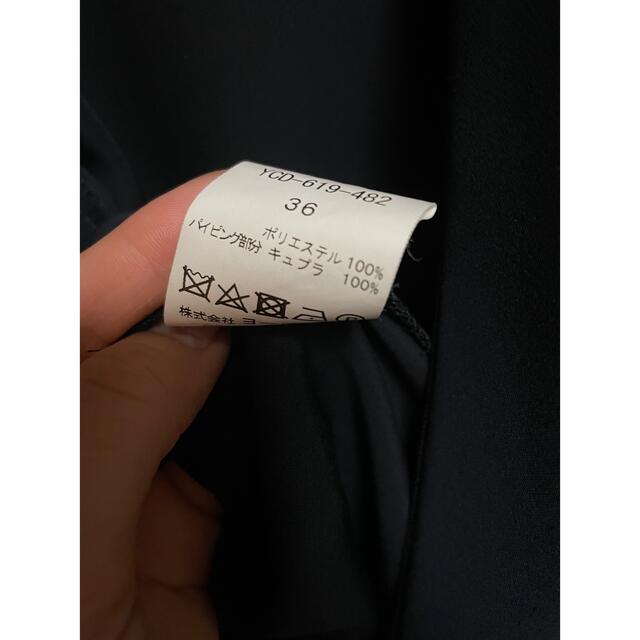 YCD-619-482
36
ポリエステル 100%
パイピング部分 キュプラ 100%
株式会社 ヨ